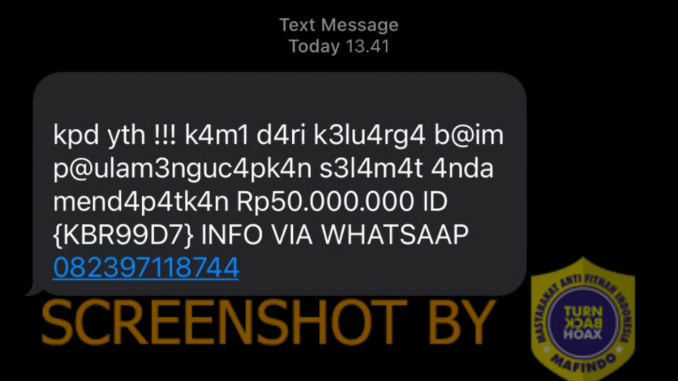 Text Message
Today 13.41
kpd yth !!! k4m1 d4ri k3lu4rg4 b@im
p@ulam3nguc4pk4n s3l4m4t 4nda
mend4p4tk4n Rp50.000.000 ID
{KBR99D7} INFO VIA WHATSAAP
082397118744
SCREENSHOT BY
MASYARAKAT ANTI FITNAH INDONESIA
TURN
BACK
HOAX
MAFINDO